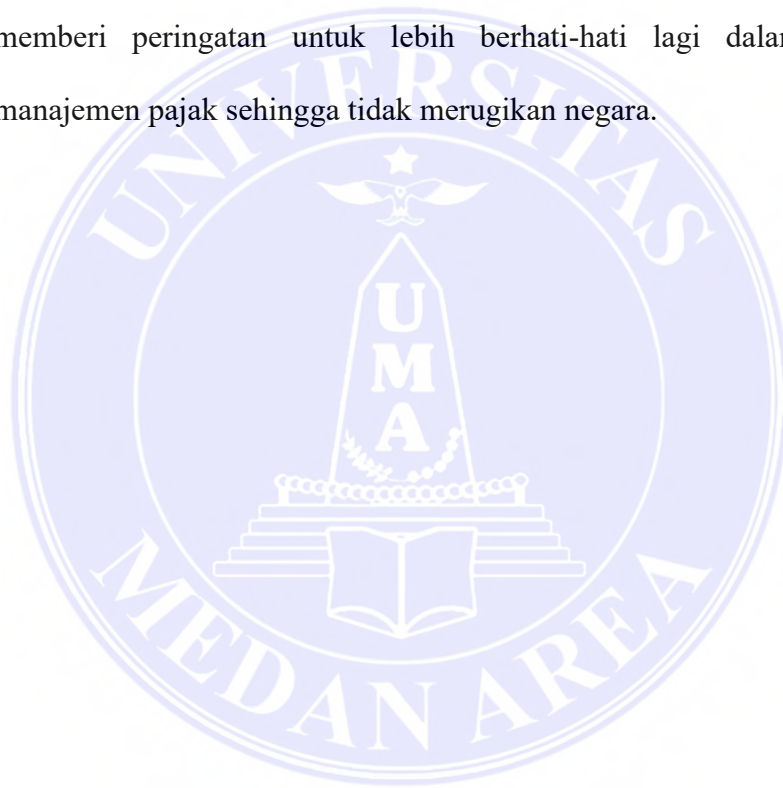 memberi peringatan untuk lebih berhati-hati lagi dalam
manajemen pajak sehingga tidak merugikan negara.
UNIVERSITAS
UMA
MEDAN AREA